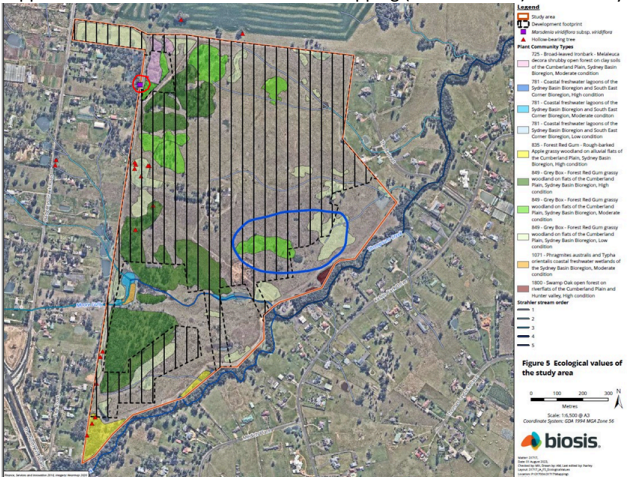 Legend
Study area
Development footprint
Marsdenia viridiflora subsp. viridiflora
Hollow-bearing tree
Plant Community Types
725 - Broad-leaved Ironbark - Melaleuca
decora shrubby open forest on clay soils
of the Cumberland Plain, Sydney Basin
Bioregion, Moderate condition
781 - Coastal freshwater lagoons of the
Sydney Basin Bioregion and South East
Corner Bioregion, High condition
781 - Coastal freshwater lagoons of the
Sydney Basin Bioregion and South East
Corner Bioregion, Moderate condition
781 - Coastal freshwater lagoons of the
Sydney Basin Bioregion and South East
Corner Bioregion, Low condition
835 - Forest Red Gum - Rough-barked
Apple grassy woodland on alluvial flats of
the Cumberland Plain, Sydney Basin
Bioregion, High condition
849 - Grey Box - Forest Red Gum grassy
woodland on flats of the Cumberland
Plain, Sydney Basin Bioregion, High
condition
849 - Grey Box - Forest Red Gum grassy
woodland on flats of the Cumberland
Plain, Sydney Basin Bioregion, Moderate
condition
849 - Grey Box - Forest Red Gum grassy
woodland on flats of the Cumberland
Plain, Sydney Basin Bioregion, Low
condition
1071 - Phragmites australis and Typha
orientalis coastal freshwater wetlands of
the Sydney Basin Bioregion, Moderate
condition
1800 - Swamp Oak open forest on
riverflats of the Cumberland Plain and
Hunter valley, High condition
Strahler stream order
1
2
3
4
5
Figure 5 Ecological values of
the study area
0 100 200 300
N
Metres
Scale: 1:6,500 @ A3
Coordinate System: GDA 1994 MGA Zone 56
biosis.